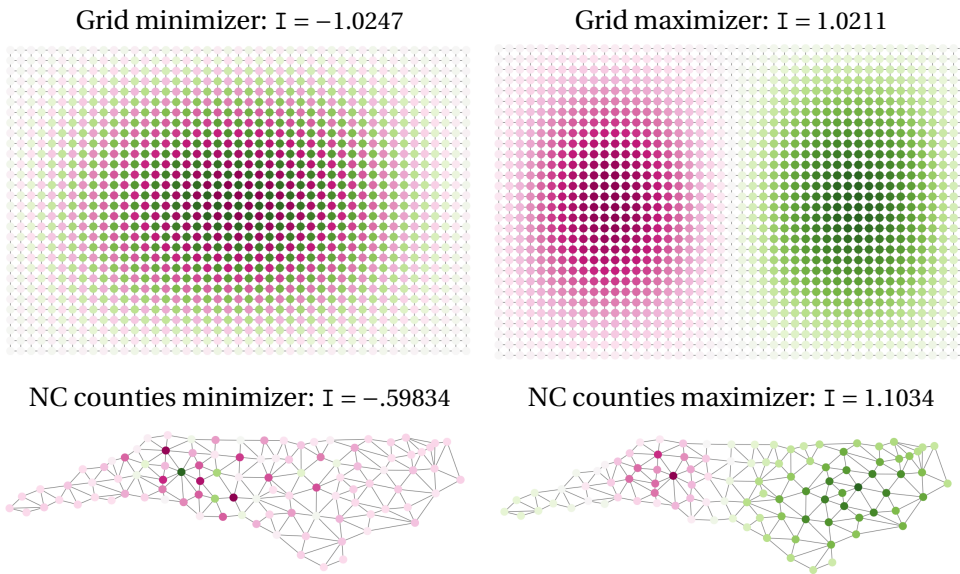 Grid minimizer: I = −1.0247
Grid maximizer: I = 1.0211
NC counties minimizer: I = −.59834
NC counties maximizer: I = 1.1034